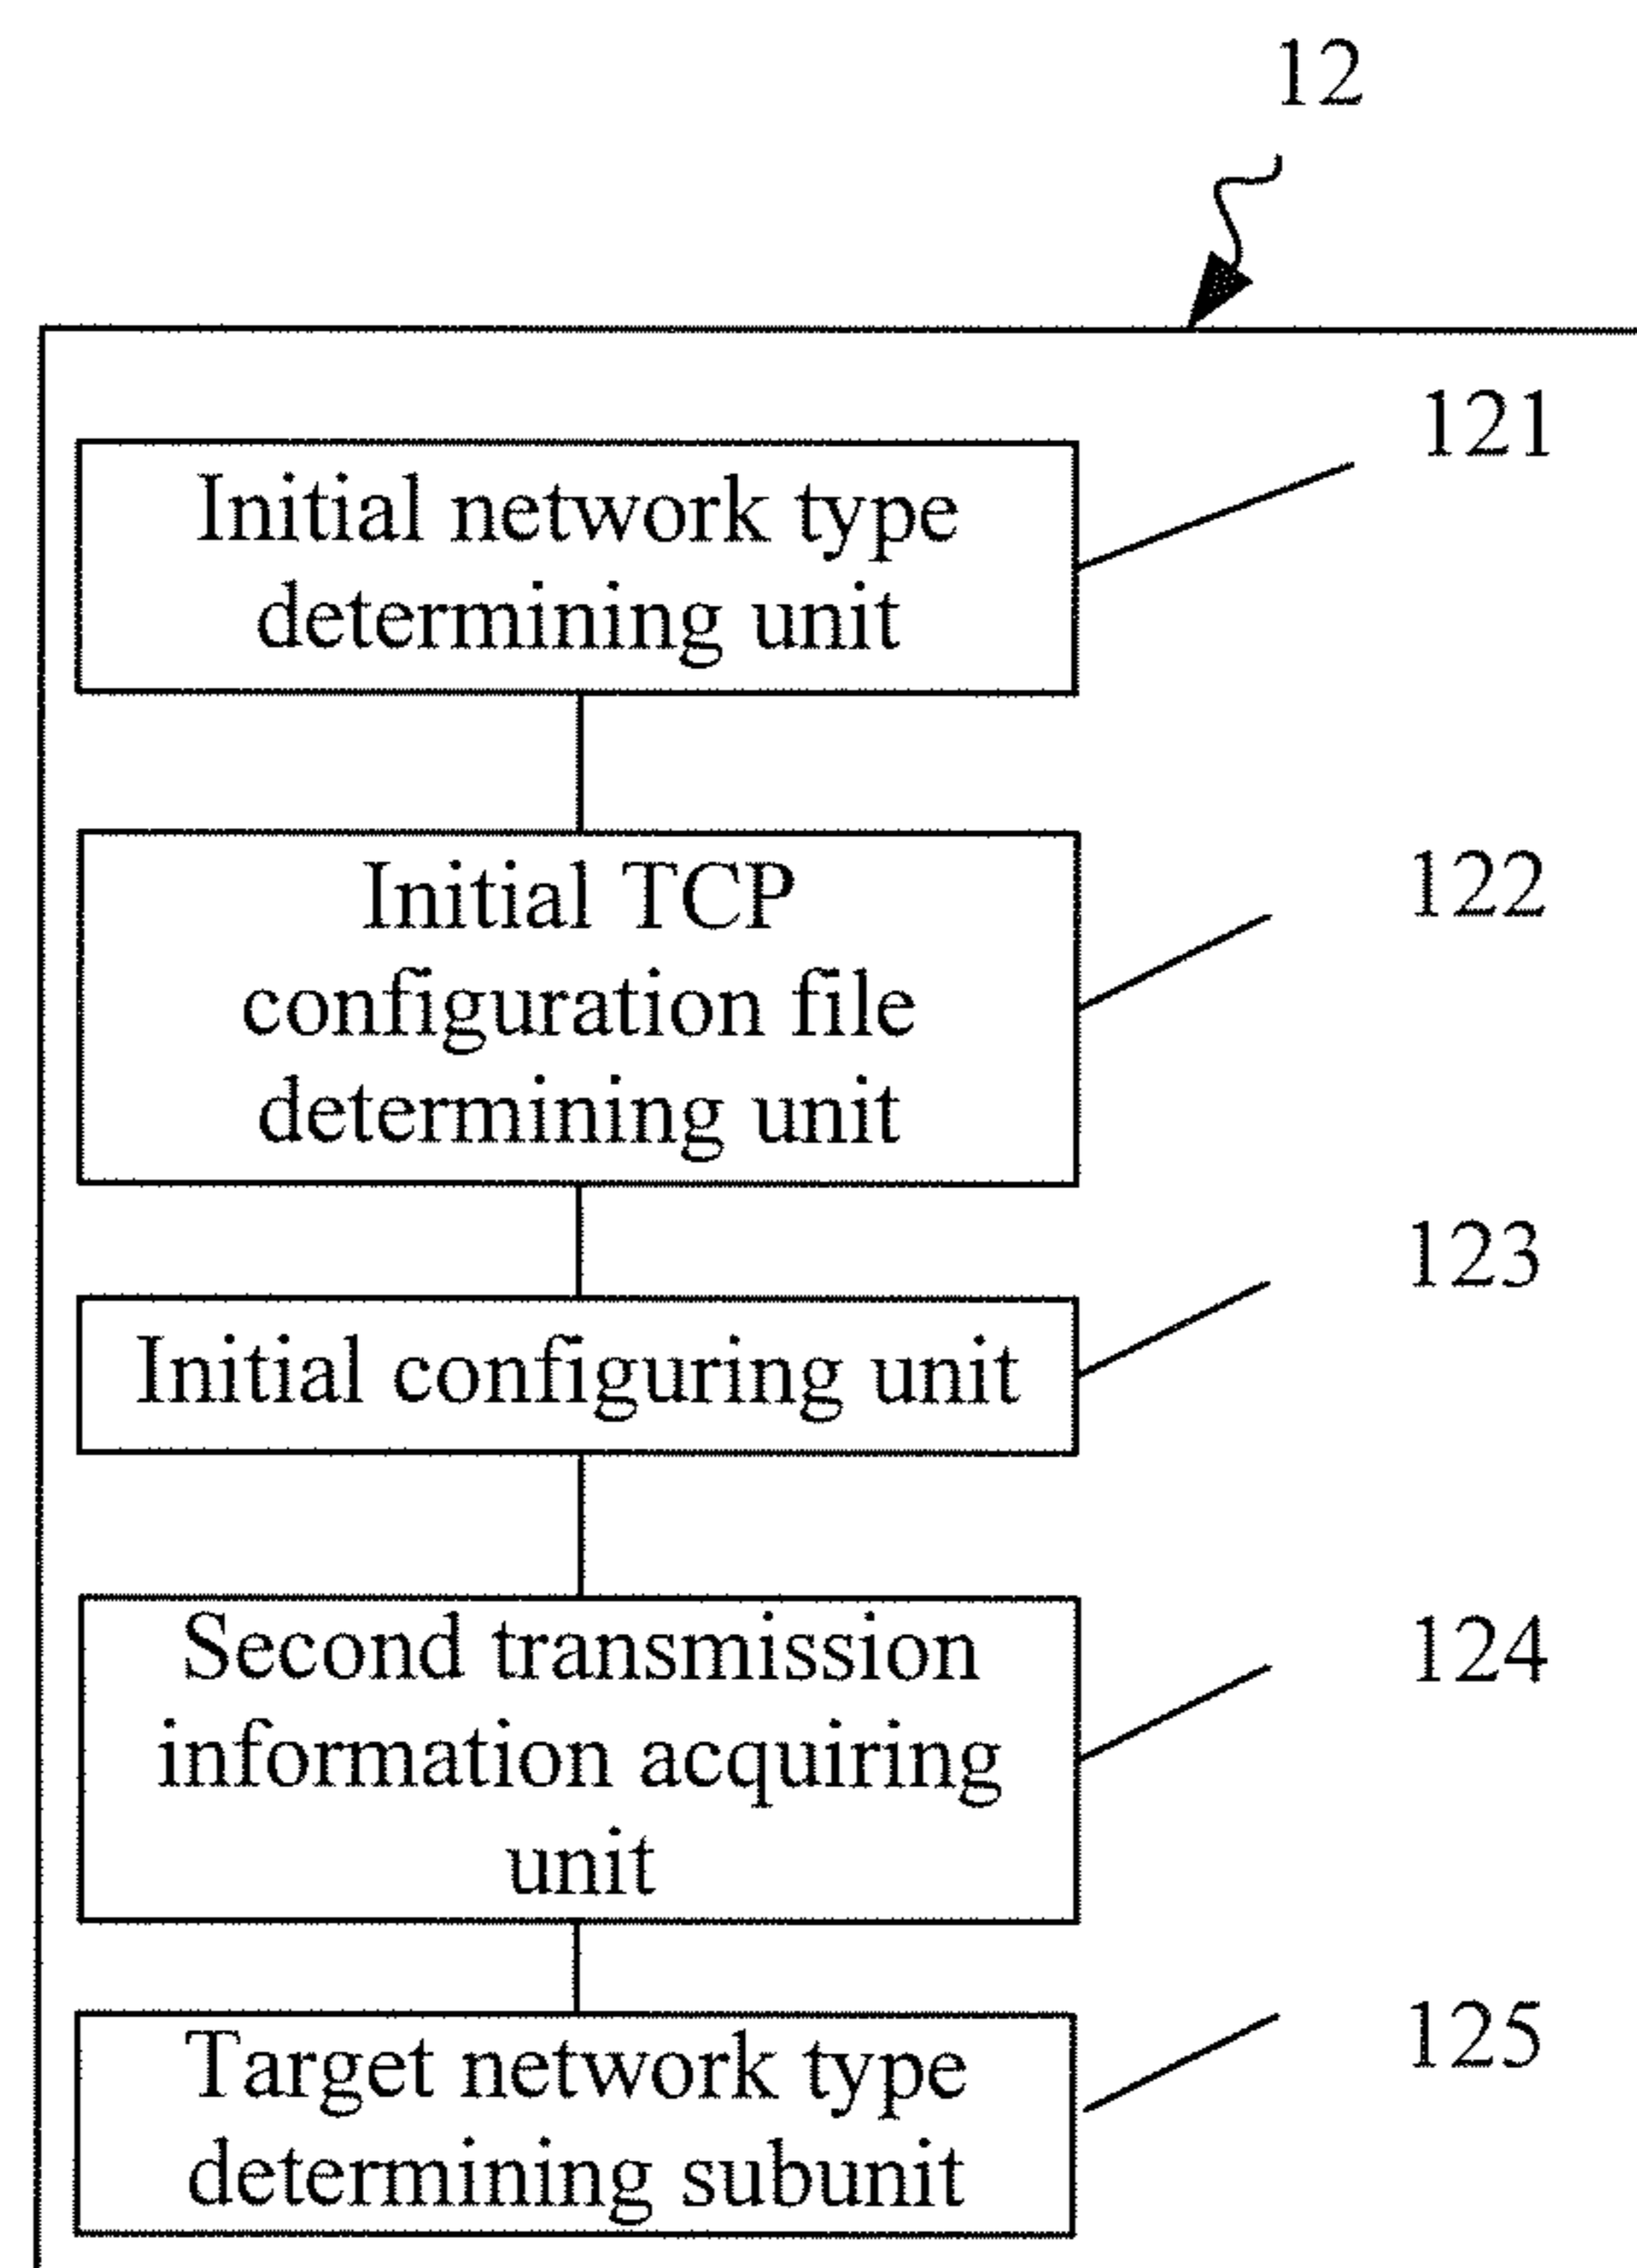 12
121
Initial network type
determining unit
Initial TCP
122
configuration file
determining unit
123
Initial configuring unit
Second transmission
124
information acquiring
unit
125
Target network type
determining subunit